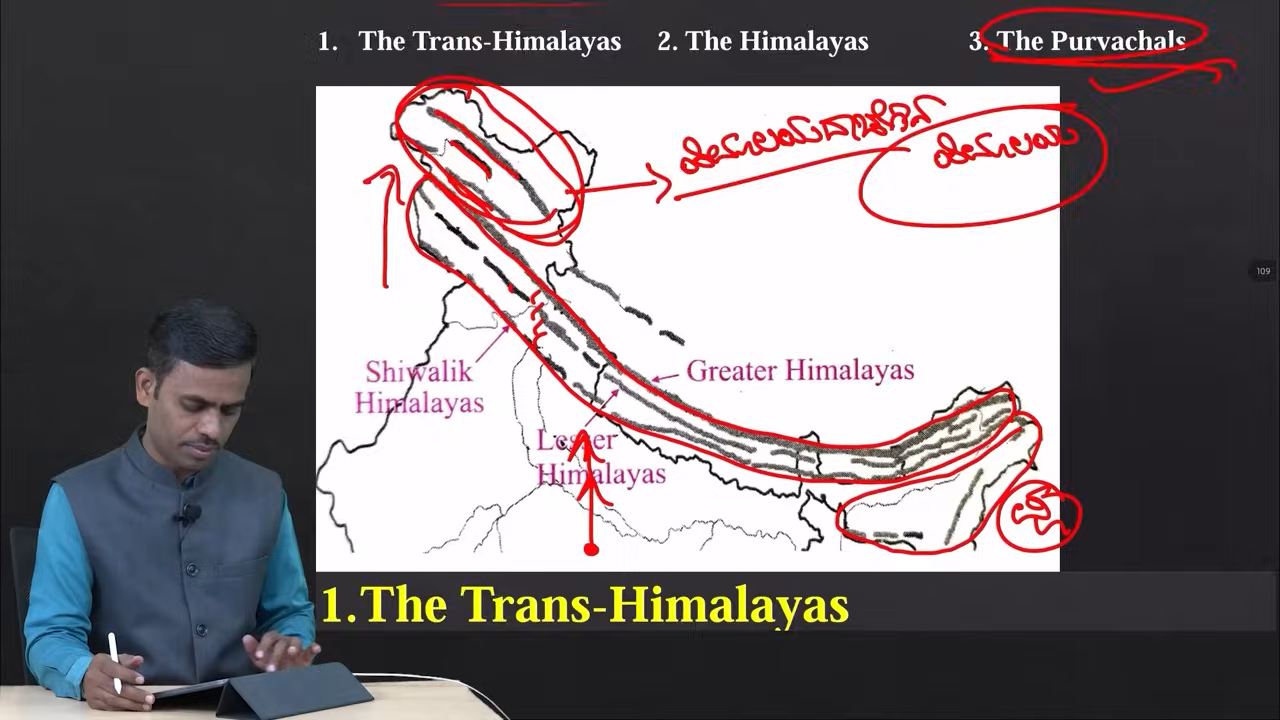 1. The Trans-Himalayas 2. The Himalayas 3. The Purvachals
ಹಿಮಾಲಯ
109
Greater Himalayas
Shiwalik
Himalayas
Lesser
Himalayas
1.The Trans-Himalayas